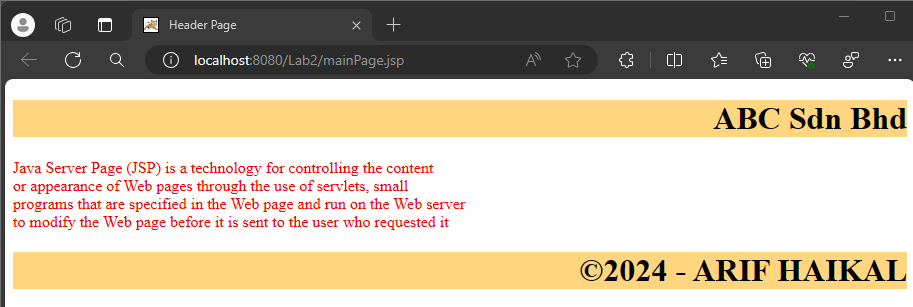 Header Page
localhost:8080/Lab2/mainPage.jsp
ABC Sdn Bhd
Java Server Page (JSP) is a technology for controlling the content
or appearance of Web pages through the use of servlets, small
programs that are specified in the Web page and run on the Web server
to modify the Web page before it is sent to the user who requested it
©2024 - ARIF HAIKAL